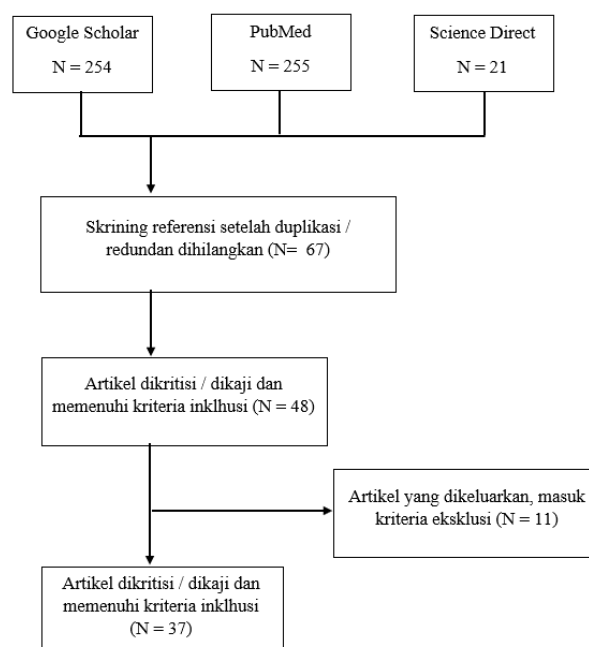 Google Scholar
N = 254
PubMed
N = 255
Science Direct
N = 21
Skrining referensi setelah duplikasi /
redundan dihilangkan (N=  67)
Artikel dikritisi / dikaji dan
memenuhi kriteria inklhusi (N = 48)
Artikel yang dikeluarkan, masuk
kriteria eksklusi (N = 11)
Artikel dikritisi / dikaji dan
memenuhi kriteria inklhusi
(N = 37)